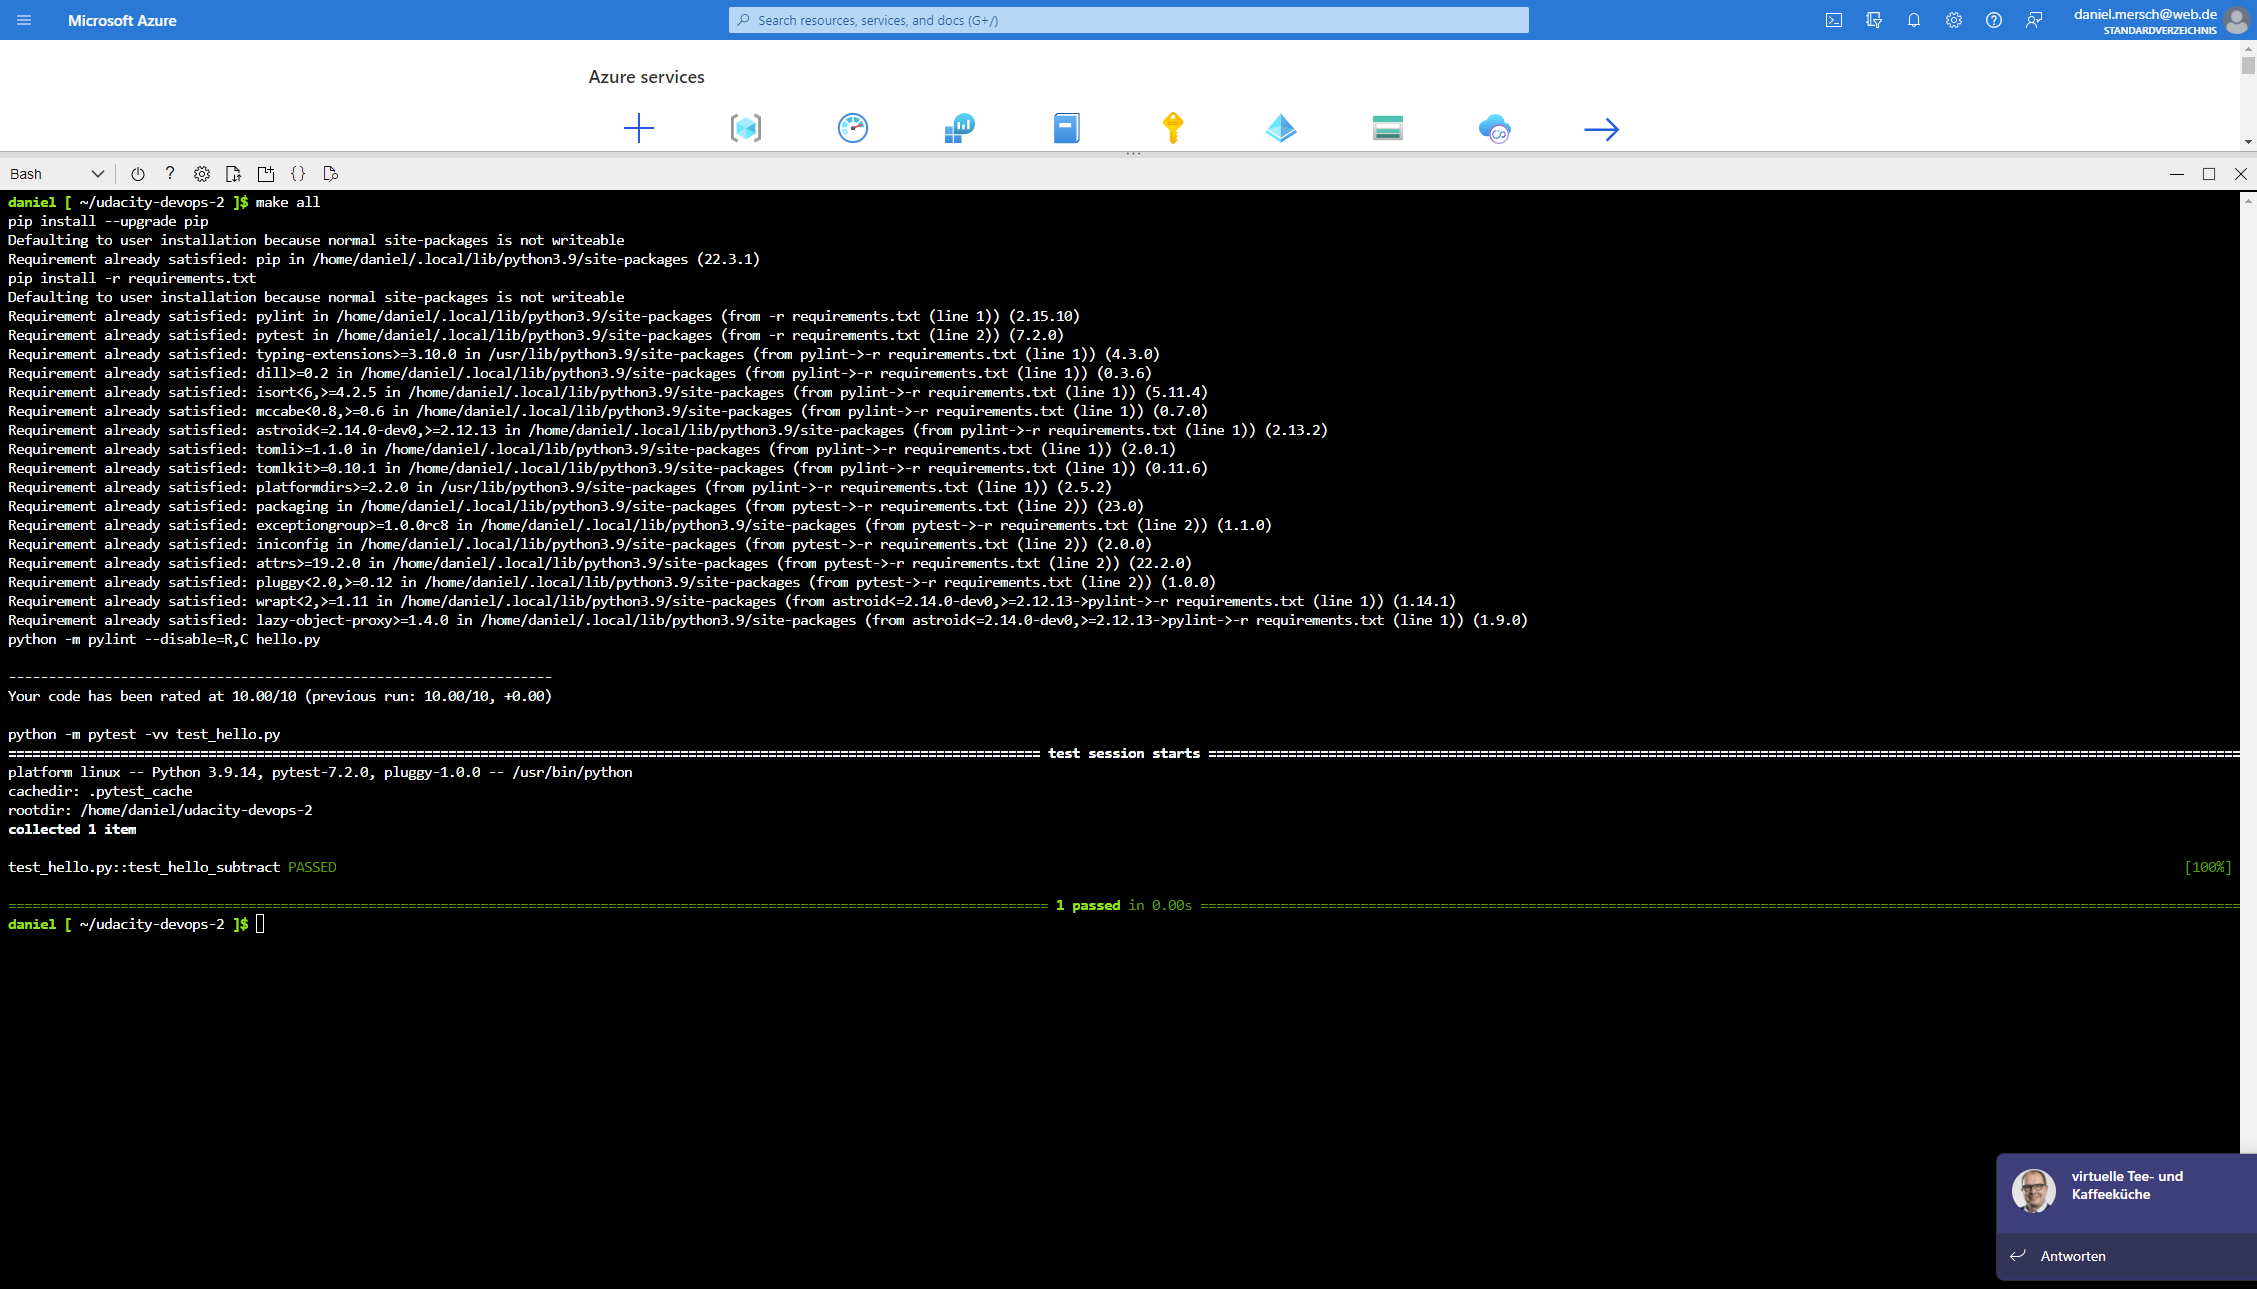 Microsoft Azure
Search resources, services, and docs (G+/)
daniel.mersch@web.de
STANDARDVERZEICHNIS
Azure services
Bash
daniel [ ~/udacity-devops-2 ]$ make all
pip install --upgrade pip
Defaulting to user installation because normal site-packages is not writeable
Requirement already satisfied: pip in /home/daniel/.local/lib/python3.9/site-packages (22.3.1)
pip install -r requirements.txt
Defaulting to user installation because normal site-packages is not writeable
Requirement already satisfied: pylint in /home/daniel/.local/lib/python3.9/site-packages (from -r requirements.txt (line 1)) (2.15.10)
Requirement already satisfied: pytest in /home/daniel/.local/lib/python3.9/site-packages (from -r requirements.txt (line 2)) (7.2.0)
Requirement already satisfied: typing-extensions>=3.10.0 in /usr/lib/python3.9/site-packages (from pylint->-r requirements.txt (line 1)) (4.3.0)
Requirement already satisfied: dill>=0.2 in /home/daniel/.local/lib/python3.9/site-packages (from pylint->-r requirements.txt (line 1)) (0.3.6)
Requirement already satisfied: isort<6,>=4.2.5 in /home/daniel/.local/lib/python3.9/site-packages (from pylint->-r requirements.txt (line 1)) (5.11.4)
Requirement already satisfied: mccabe<0.8,>=0.6 in /home/daniel/.local/lib/python3.9/site-packages (from pylint->-r requirements.txt (line 1)) (0.7.0)
Requirement already satisfied: astroid<=2.14.0-dev0,>=2.12.13 in /home/daniel/.local/lib/python3.9/site-packages (from pylint->-r requirements.txt (line 1)) (2.13.2)
Requirement already satisfied: tomli>=1.1.0 in /home/daniel/.local/lib/python3.9/site-packages (from pylint->-r requirements.txt (line 1)) (2.0.1)
Requirement already satisfied: tomlkit>=0.10.1 in /home/daniel/.local/lib/python3.9/site-packages (from pylint->-r requirements.txt (line 1)) (0.11.6)
Requirement already satisfied: platformdirs>=2.2.0 in /usr/lib/python3.9/site-packages (from pylint->-r requirements.txt (line 1)) (2.5.2)
Requirement already satisfied: packaging in /home/daniel/.local/lib/python3.9/site-packages (from pytest->-r requirements.txt (line 2)) (23.0)
Requirement already satisfied: exceptiongroup>=1.0.0rc8 in /home/daniel/.local/lib/python3.9/site-packages (from pytest->-r requirements.txt (line 2)) (1.1.0)
Requirement already satisfied: iniconfig in /home/daniel/.local/lib/python3.9/site-packages (from pytest->-r requirements.txt (line 2)) (2.0.0)
Requirement already satisfied: attrs>=19.2.0 in /home/daniel/.local/lib/python3.9/site-packages (from pytest->-r requirements.txt (line 2)) (22.2.0)
Requirement already satisfied: pluggy<2.0,>=0.12 in /home/daniel/.local/lib/python3.9/site-packages (from pytest->-r requirements.txt (line 2)) (1.0.0)
Requirement already satisfied: wrapt<2,>=1.11 in /home/daniel/.local/lib/python3.9/site-packages (from astroid<=2.14.0-dev0,>=2.12.13->pylint->-r requirements.txt (line 1)) (1.14.1)
Requirement already satisfied: lazy-object-proxy>=1.4.0 in /home/daniel/.local/lib/python3.9/site-packages (from astroid<=2.14.0-dev0,>=2.12.13->pylint->-r requirements.txt (line 1)) (1.9.0)
python -m pylint --disable=R,C hello.py
--------------------------------------------------------------------
Your code has been rated at 10.00/10 (previous run: 10.00/10, +0.00)
python -m pytest -vv test_hello.py
=== test session starts ===
platform linux -- Python 3.9.14, pytest-7.2.0, pluggy-1.0.0 -- /usr/bin/python
cachedir: .pytest_cache
rootdir: /home/daniel/udacity-devops-2
collected 1 item
test_hello.py::test_hello_subtract PASSED [100%]
=== 1 passed in 0.00s ===
daniel [ ~/udacity-devops-2 ]$
virtuelle Tee- und
Kaffeeküche
Antworten